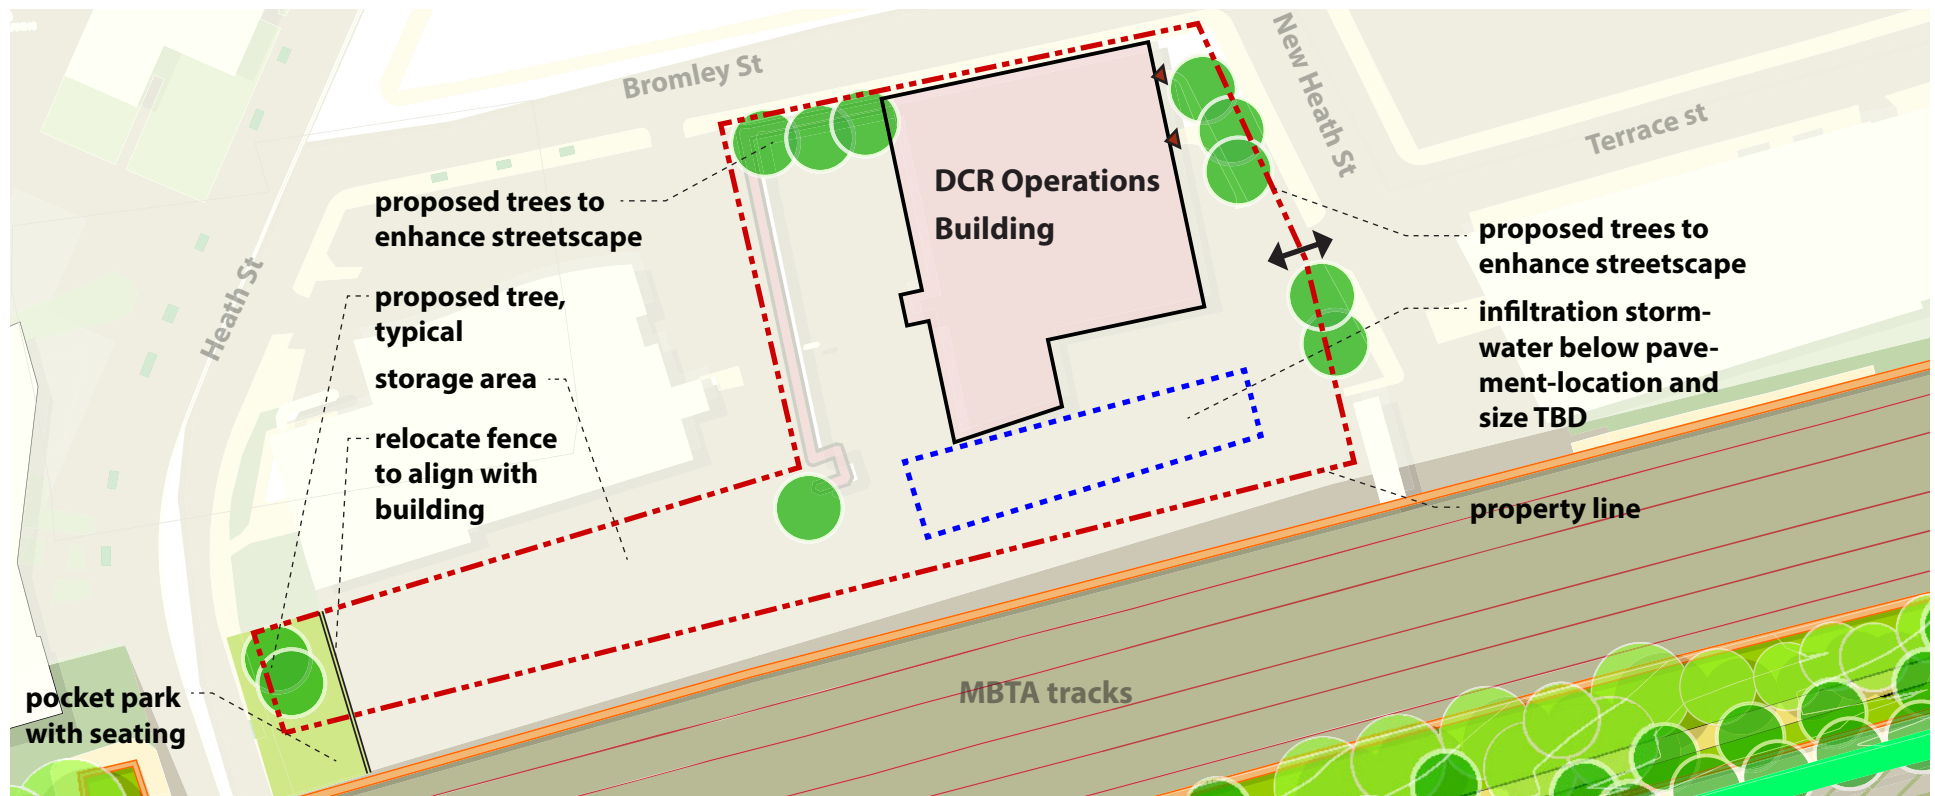 Bromley St
New Heath St
Terrace st
Heath St
DCR Operations
Building
proposed trees to
enhance streetscape
proposed tree,
typical
storage area
relocate fence
to align with
building
pocket park
with seating
proposed trees to
enhance streetscape
infiltration storm-
water below pave-
ment-location and
size TBD
property line
MBTA tracks